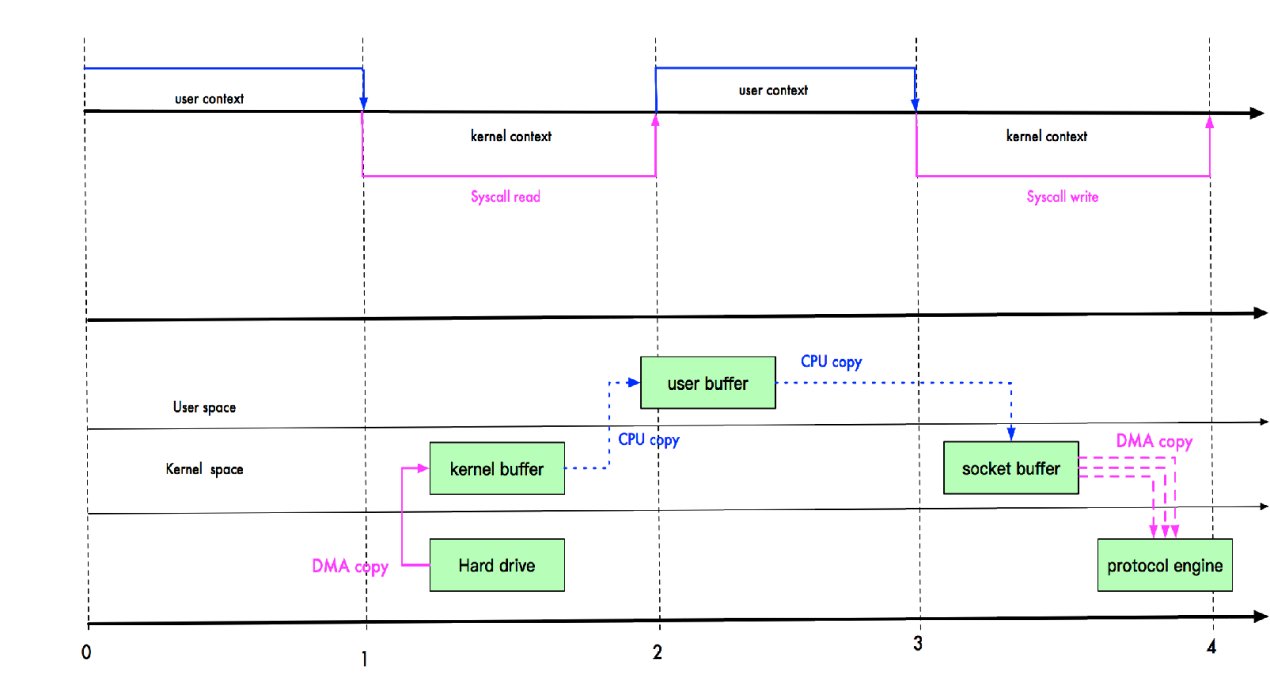 user context
user context
kernel context
kernel context
Syscall read
Syscall write
CPU copy
user buffer
User space
CPU copy
DMA copy
Kernel  space
kernel buffer
socket buffer
DMA copy
Hard drive
protocol engine
0
1
2
3
4